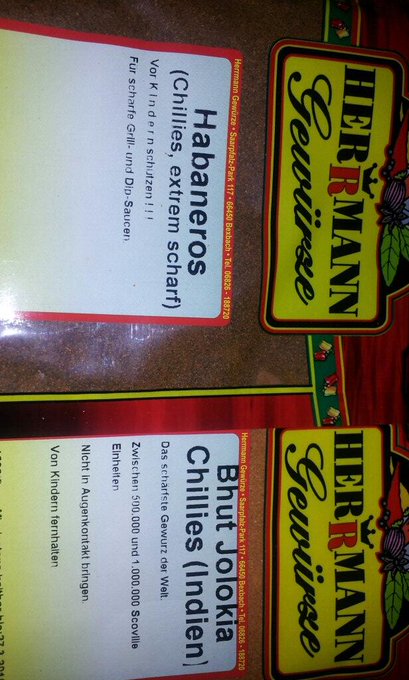 HERRMANN
Gewürze
Herrmann Gewürze • Saarpfalz-Park 117 • 66450 Bexbach • Tel. 06826 - 188720
Habaneros
(Chillies, extrem scharf)
Vor K i n d e r n schützen ! ! !
Für scharfe Grill- und Dip-Saucen.
HERRMANN
Gewürze
Herrmann Gewürze • Saarpfalz-Park 117 • 66450 Bexbach • Tel. 06826 - 188720
Bhut Jolokia
Chillies (Indien)
Das schärfste Gewürz der Welt.
Zwischen 500.000 und 1.000.000 Scoville
Einheiten
Nicht in Augenkontakt bringen.
Von Kindern fernhalten